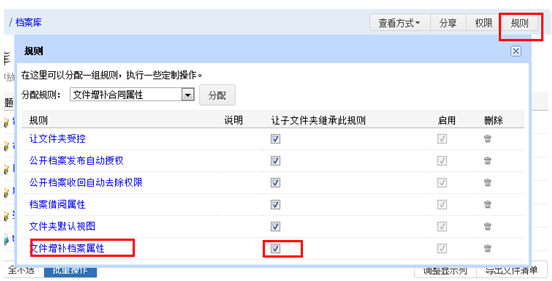 / 档案库 查看方式 分享 权限 规则
规则
在这里可以分配一组规则，执行一些定制操作。
分配规则： 文件增补合同属性 分配
规则 说明 让子文件夹继承此规则 启用 删除
让文件夹受控
公开档案发布自动授权
公开档案收回自动去除权限
档案借阅属性
文件夹默认视图
文件增补档案属性
全不选 批量操作 调整显示列 导出文件清单